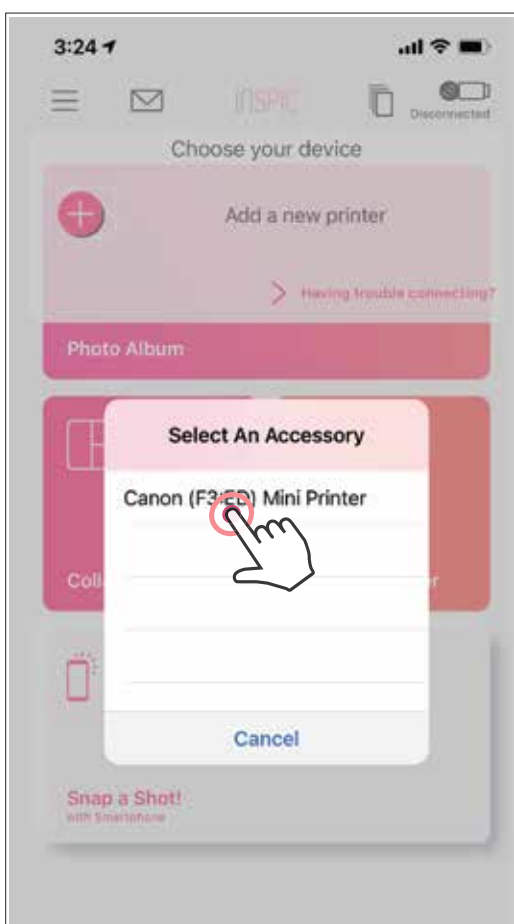 3:24
INSPIC
Disconnected
Choose your device
Add a new printer
Having trouble connecting?
Photo Album
Select An Accessory
Canon (F3:ED) Mini Printer
Coll
r
Cancel
Snap a Shot!
with Smartphone